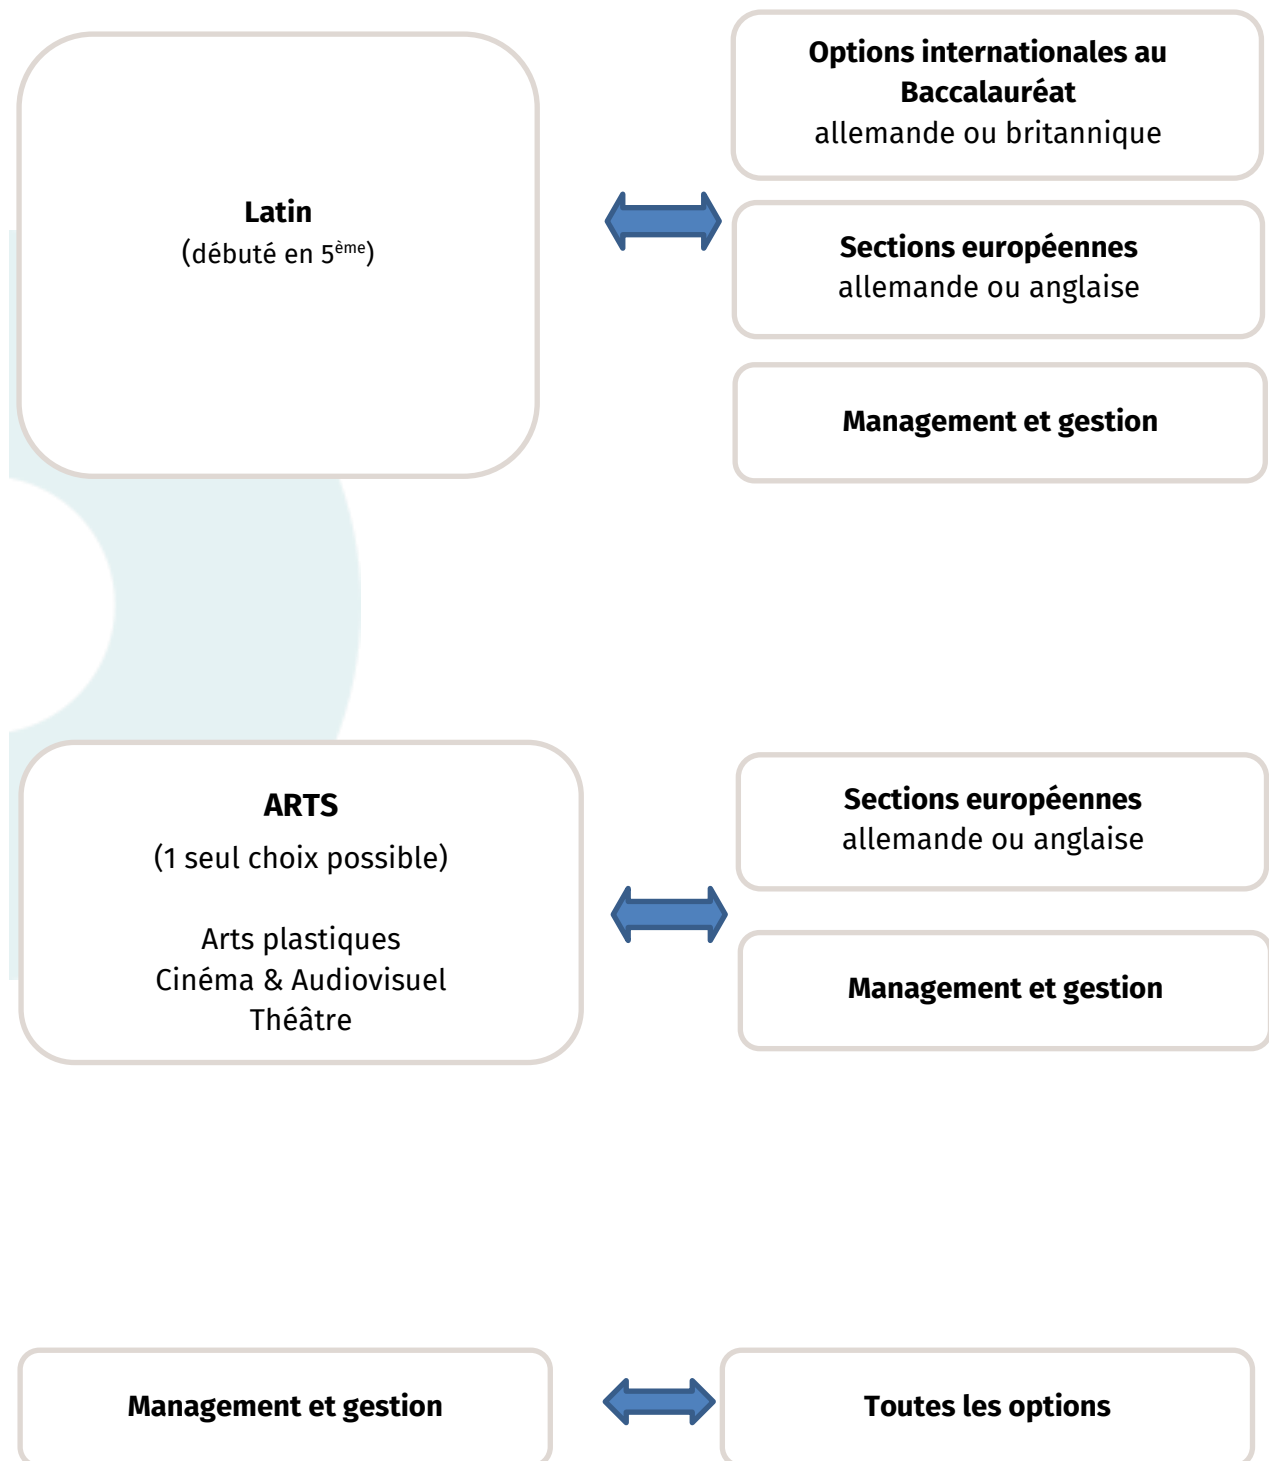 Latin
(débuté en 5ème)
Options internationales au
Baccalauréat
allemande ou britannique
Sections européennes
allemande ou anglaise
Management et gestion
ARTS
(1 seul choix possible)
Arts plastiques
Cinéma & Audiovisuel
Théâtre
Sections européennes
allemande ou anglaise
Management et gestion
Management et gestion
Toutes les options